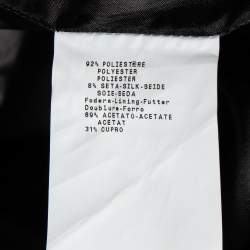 92% POLIESTERE
POLYESTER
POLYESTER
8% SETA-SILK-SEIDE
SOIE-SEDA
Fodera-Lining-Futter
Doublure-Forro
69% ACETATO-ACETATE
ACETAT
31% CUPRO